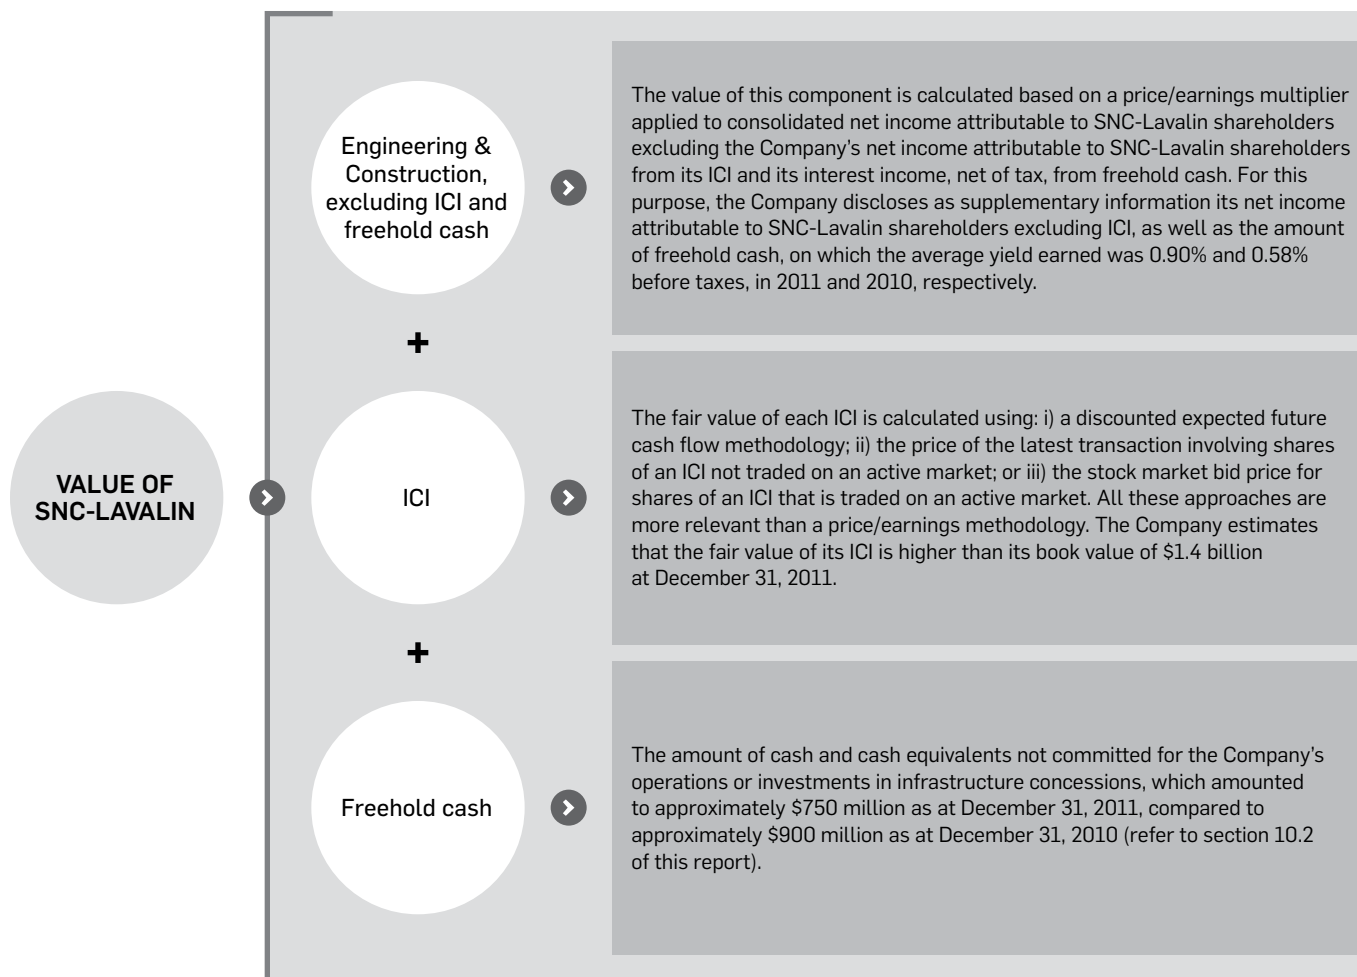 Engineering &
Construction,
excluding ICI and
freehold cash
The value of this component is calculated based on a price/earnings multiplier
applied to consolidated net income attributable to SNC-Lavalin shareholders
excluding the Company's net income attributable to SNC-Lavalin shareholders
from its ICI and its interest income, net of tax, from freehold cash. For this
purpose, the Company discloses as supplementary information its net income
attributable to SNC-Lavalin shareholders excluding ICI, as well as the amount
of freehold cash, on which the average yield earned was 0.90% and 0.58%
before taxes, in 2011 and 2010, respectively.
+
VALUE OF
SNC-LAVALIN
ICI
The fair value of each ICI is calculated using: i) a discounted expected future
cash flow methodology; ii) the price of the latest transaction involving shares
of an ICI not traded on an active market; or iii) the stock market bid price for
shares of an ICI that is traded on an active market. All these approaches are
more relevant than a price/earnings methodology. The Company estimates
that the fair value of its ICI is higher than its book value of $1.4 billion
at December 31, 2011.
+
Freehold cash
The amount of cash and cash equivalents not committed for the Company's
operations or investments in infrastructure concessions, which amounted
to approximately $750 million as at December 31, 2011, compared to
approximately $900 million as at December 31, 2010 (refer to section 10.2
of this report).